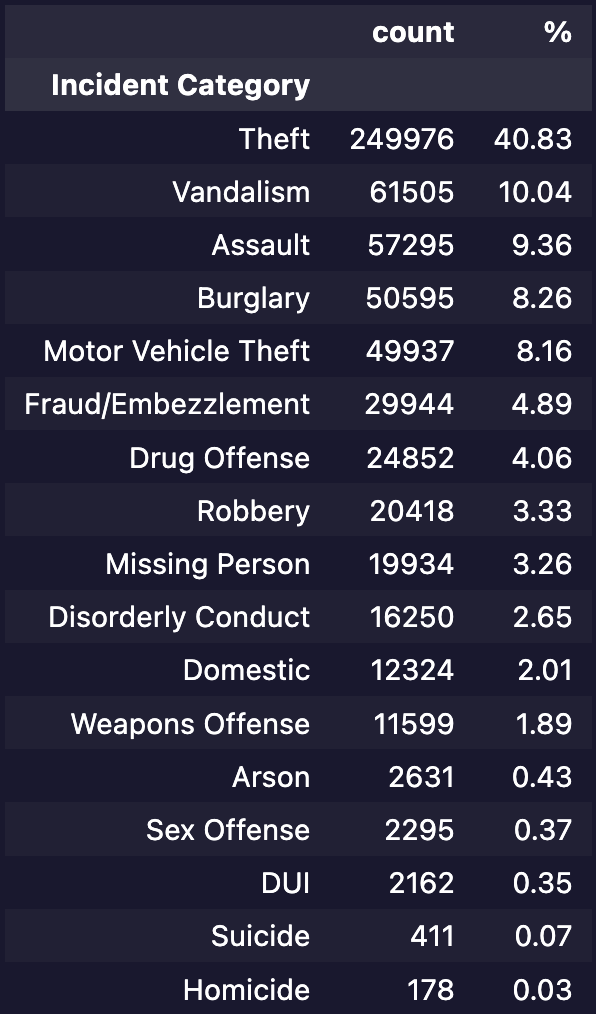 count %
Incident Category
Theft 249976 40.83
Vandalism 61505 10.04
Assault 57295 9.36
Burglary 50595 8.26
Motor Vehicle Theft 49937 8.16
Fraud/Embezzlement 29944 4.89
Drug Offense 24852 4.06
Robbery 20418 3.33
Missing Person 19934 3.26
Disorderly Conduct 16250 2.65
Domestic 12324 2.01
Weapons Offense 11599 1.89
Arson 2631 0.43
Sex Offense 2295 0.37
DUI 2162 0.35
Suicide 411 0.07
Homicide 178 0.03